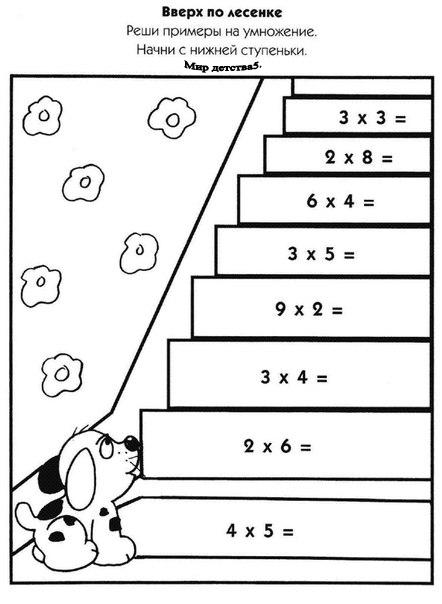 Вверх по лесенке
Реши примеры на умножение.
Начни с нижней ступеньки.
Мир детства5.
3 x 3 =
2 x 8 =
6 x 4 =
3 x 5 =
9 x 2 =
3 x 4 =
2 x 6 =
4 x 5 =